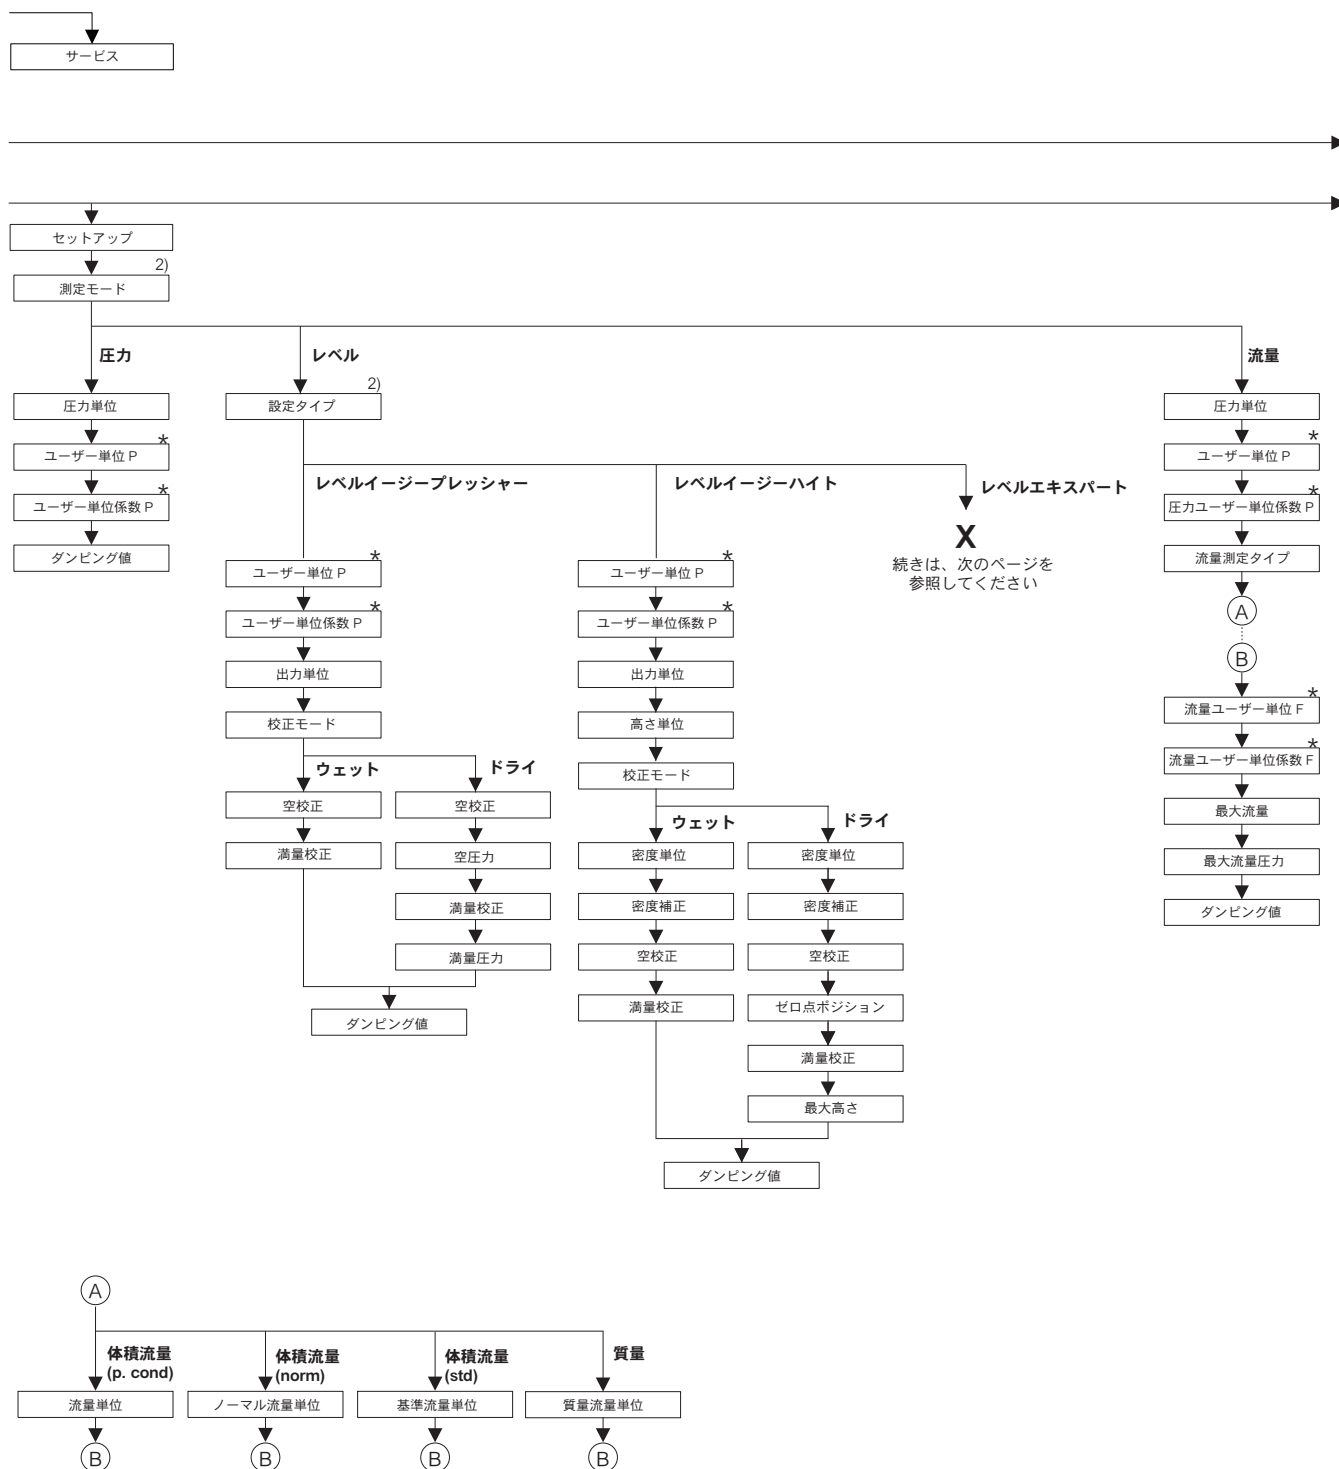 サービス
セットアップ
2)
測定モード
圧力
圧力単位
*
ユーザー単位 P
*
ユーザー単位係数 P
ダンピング値
レベル
2)
設定タイプ
レベルイージープレッシャー
*
ユーザー単位 P
*
ユーザー単位係数 P
出力単位
校正モード
ウェット
空校正
満量校正
ドライ
空校正
空圧力
満量校正
満量圧力
ダンピング値
レベルイージーハイト
*
ユーザー単位 P
*
ユーザー単位係数 P
出力単位
高さ単位
校正モード
ウェット
密度単位
密度補正
空校正
満量校正
ドライ
密度単位
密度補正
空校正
ゼロ点ポジション
満量校正
最大高さ
ダンピング値
レベルエキスパート
X
続きは、次のページを
参照してください
流量
圧力単位
*
ユーザー単位 P
*
圧力ユーザー単位係数 P
流量測定タイプ
A
B
*
流量ユーザー単位 F
*
流量ユーザー単位係数 F
最大流量
最大流量圧力
ダンピング値
A
体積流量
(p. cond)
流量単位
B
体積流量
(norm)
ノーマル流量単位
B
体積流量
(std)
基準流量単位
B
質量
質量流量単位
B